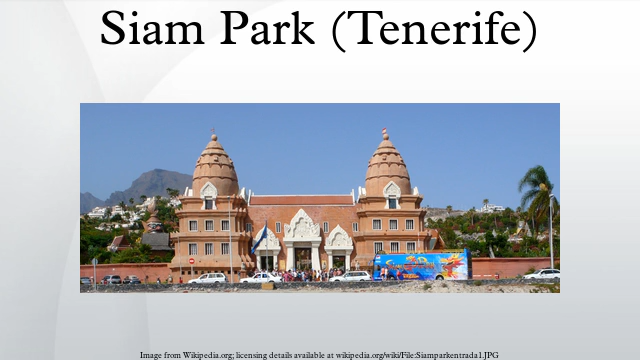 Siam Park (Tenerife)
Image from Wikipedia.org; licensing details available at wikipedia.org/wiki/File:Siamparkentrada1.JPG